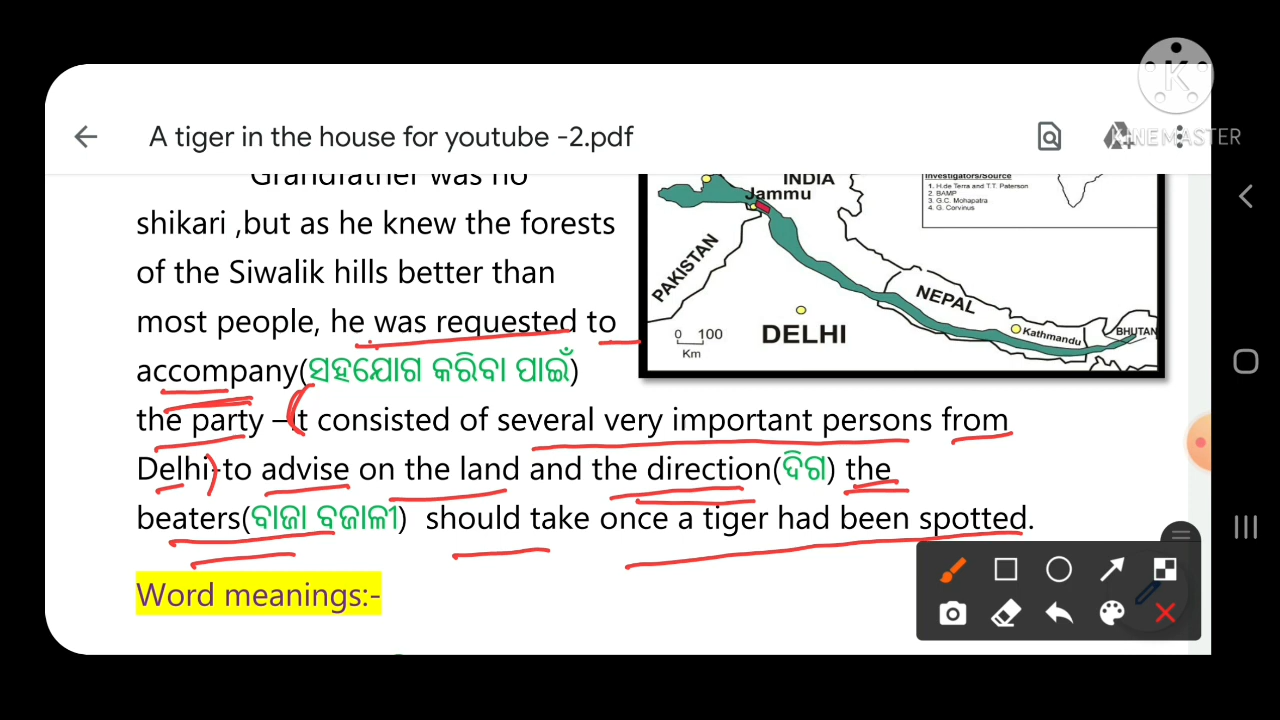 KINEMASTER
A tiger in the house for youtube -2.pdf
Grandfather was no
shikari ,but as he knew the forests
of the Siwalik hills better than
most people, he was requested to
accompany(ସହଯୋଗ କରିବା ପାଇଁ)
the party –it consisted of several very important persons from
Delhi-to advise on the land and the direction(ଦିଗ) the
beaters(ବାଜା ବଜାଳୀ) should take once a tiger had been spotted.
Word meanings:-
INDIA
Jammu
PAKISTAN
NEPAL
Kathmandu
BHUTAN
DELHI
0 100
Km
Investigators/Source
1. H.de Terra and T.T. Paterson
2. BAMP
3. G.C. Mohapatra
4. G. Corvinus